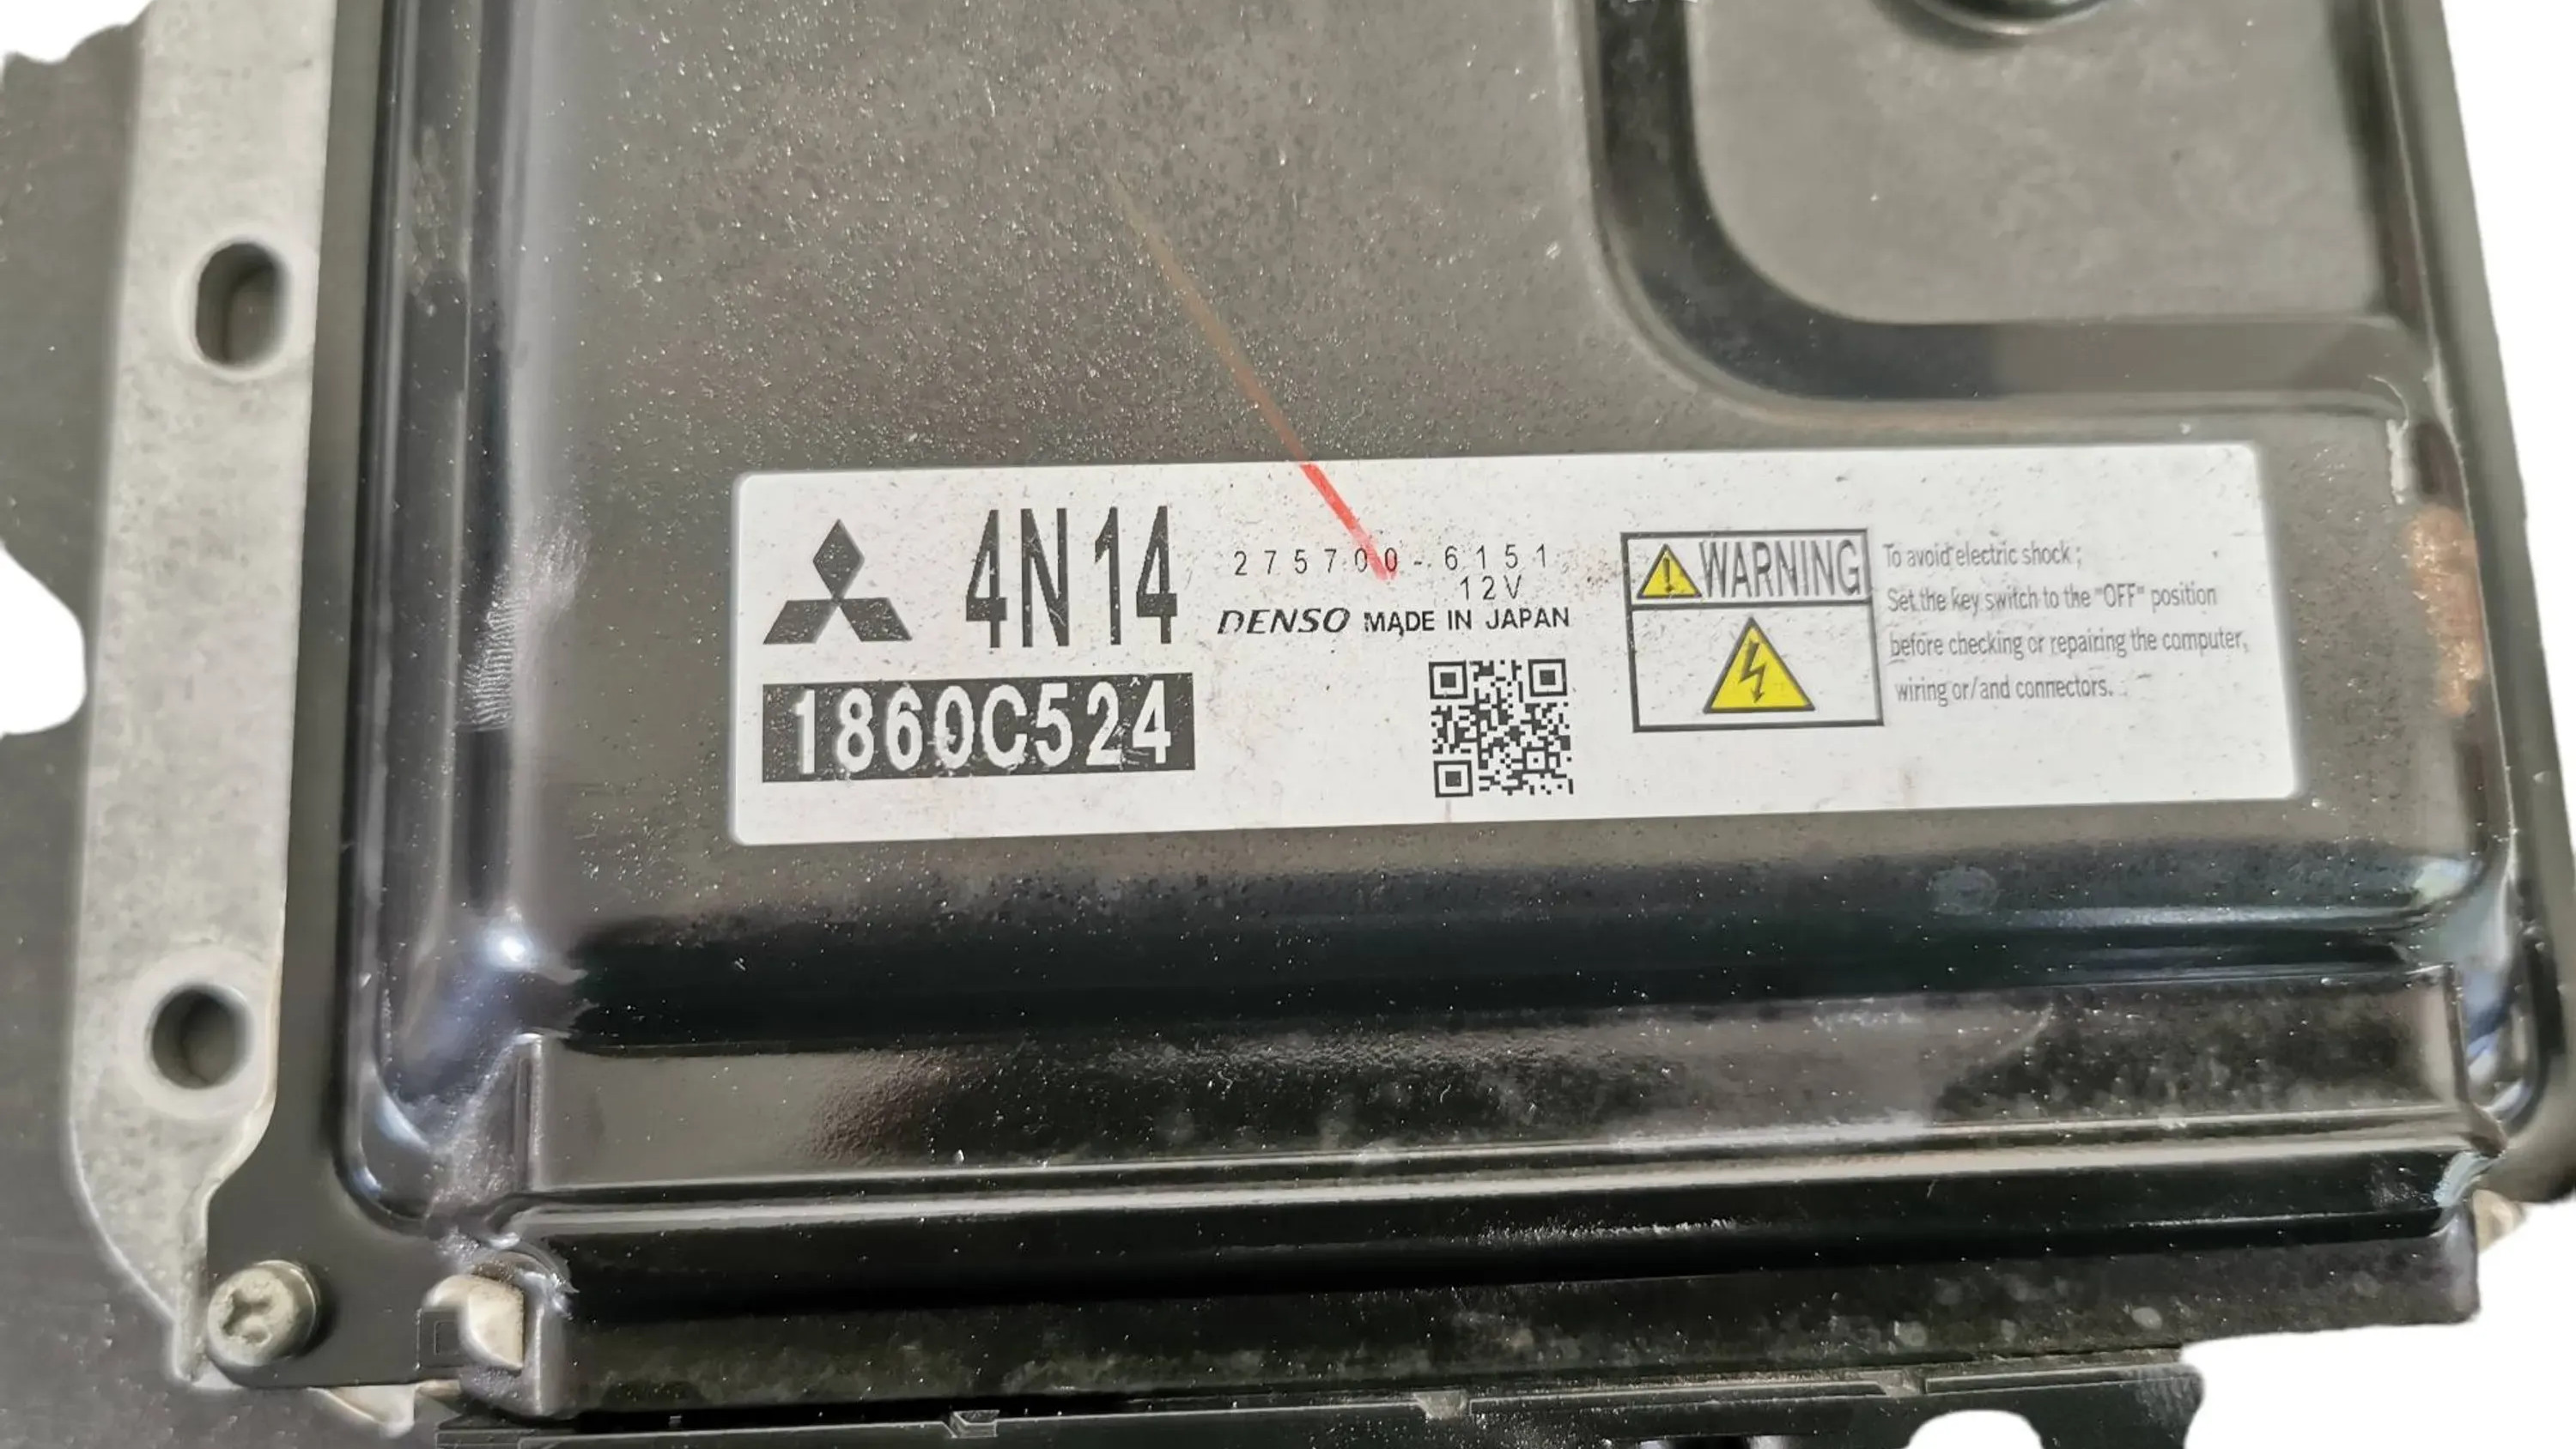 4N14
1860C524
275700-6151
12V
DENSO MADE IN JAPAN
WARNING
To avoid electric shock ;
Set the key switch to the "OFF" position
before checking or repairing the computer,
wiring or/and connectors.